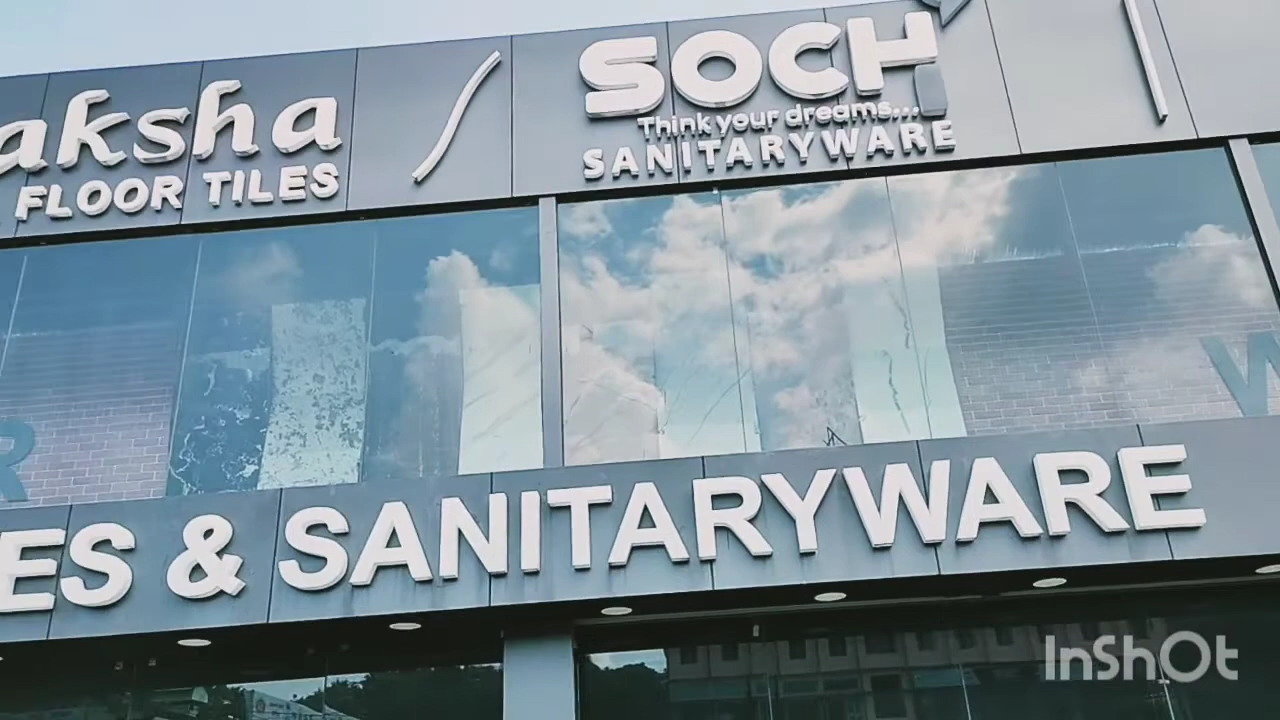 aksha
FLOOR TILES
SOCH
Think your dreams...
SANITARYWARE
R
W
ES & SANITARYWARE
InShOt